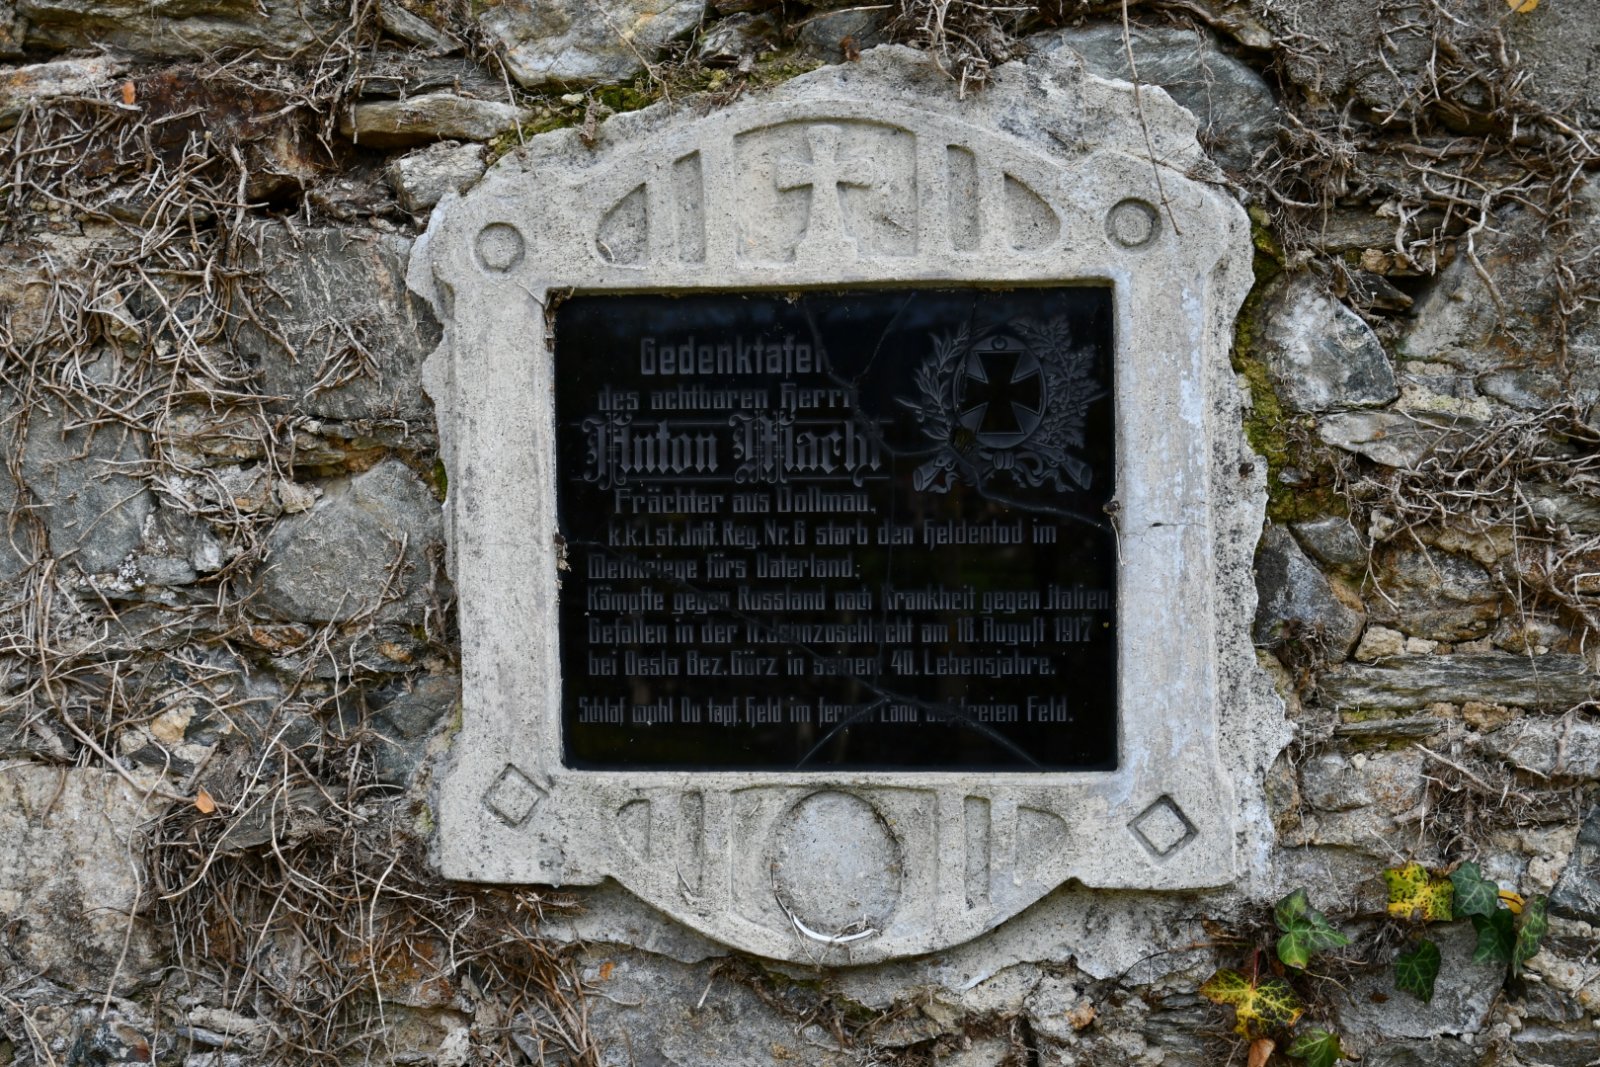 Gedenktafel
des achtbaren Herrn
Anton Macht
Frächter aus Dollmau,
k.k. Lst. Inft. Reg. Nr. 6 starb den Heldentod im
Weltkriege fürs Vaterland.
Kämpfte gegen Russland nach Krankheit gegen Italien
Gefallen in der 11. Isonzoschlacht am 18. August 1917
bei Desla Bez. Görz in seinem 40. Lebensjahre.
Schlaf wohl Du tapf. Held im fernen Land, im freien Feld.